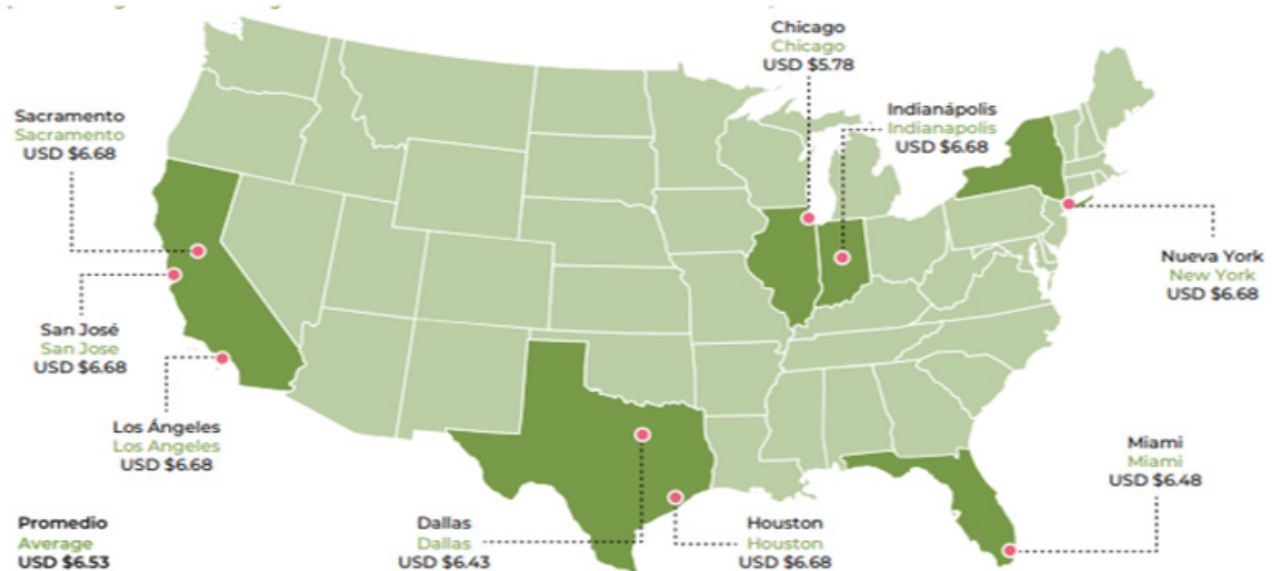 Chicago
Chicago
USD $5.78
Sacramento
Sacramento
USD $6.68
Indianápolis
Indianapolis
USD $6.68
Nueva York
New York
USD $6.68
San José
San Jose
USD $6.68
Los Ángeles
Los Angeles
USD $6.68
Miami
Miami
USD $6.48
Promedio
Average
USD $6.53
Dallas
Dallas
USD $6.43
Houston
Houston
USD $6.68